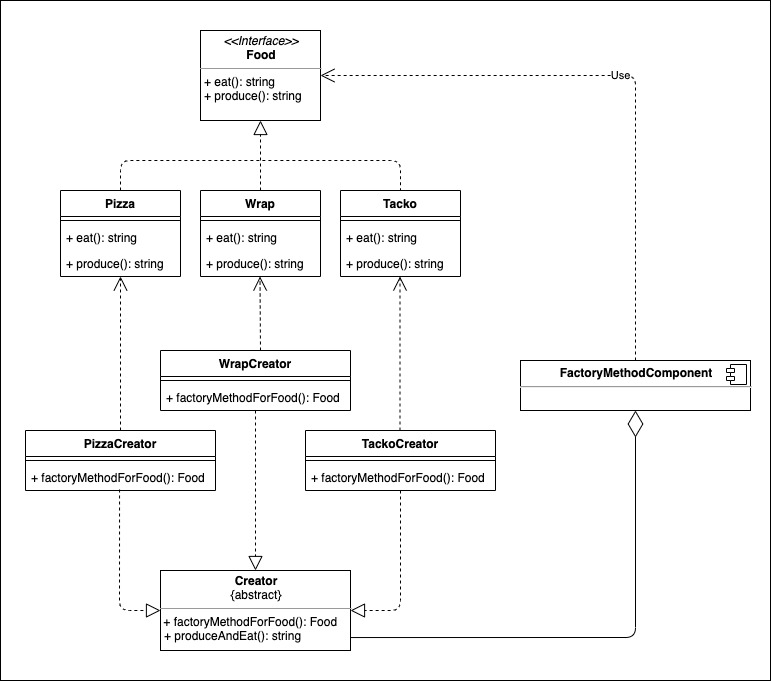 <<Interface>>
Food
+ eat(): string
+ produce(): string
Use
Pizza
+ eat(): string
+ produce(): string
Wrap
+ eat(): string
+ produce(): string
Tacko
+ eat(): string
+ produce(): string
WrapCreator
+ factoryMethodForFood(): Food
FactoryMethodComponent
PizzaCreator
+ factoryMethodForFood(): Food
TackoCreator
+ factoryMethodForFood(): Food
Creator
{abstract}
+ factoryMethodForFood(): Food
+ produceAndEat(): string